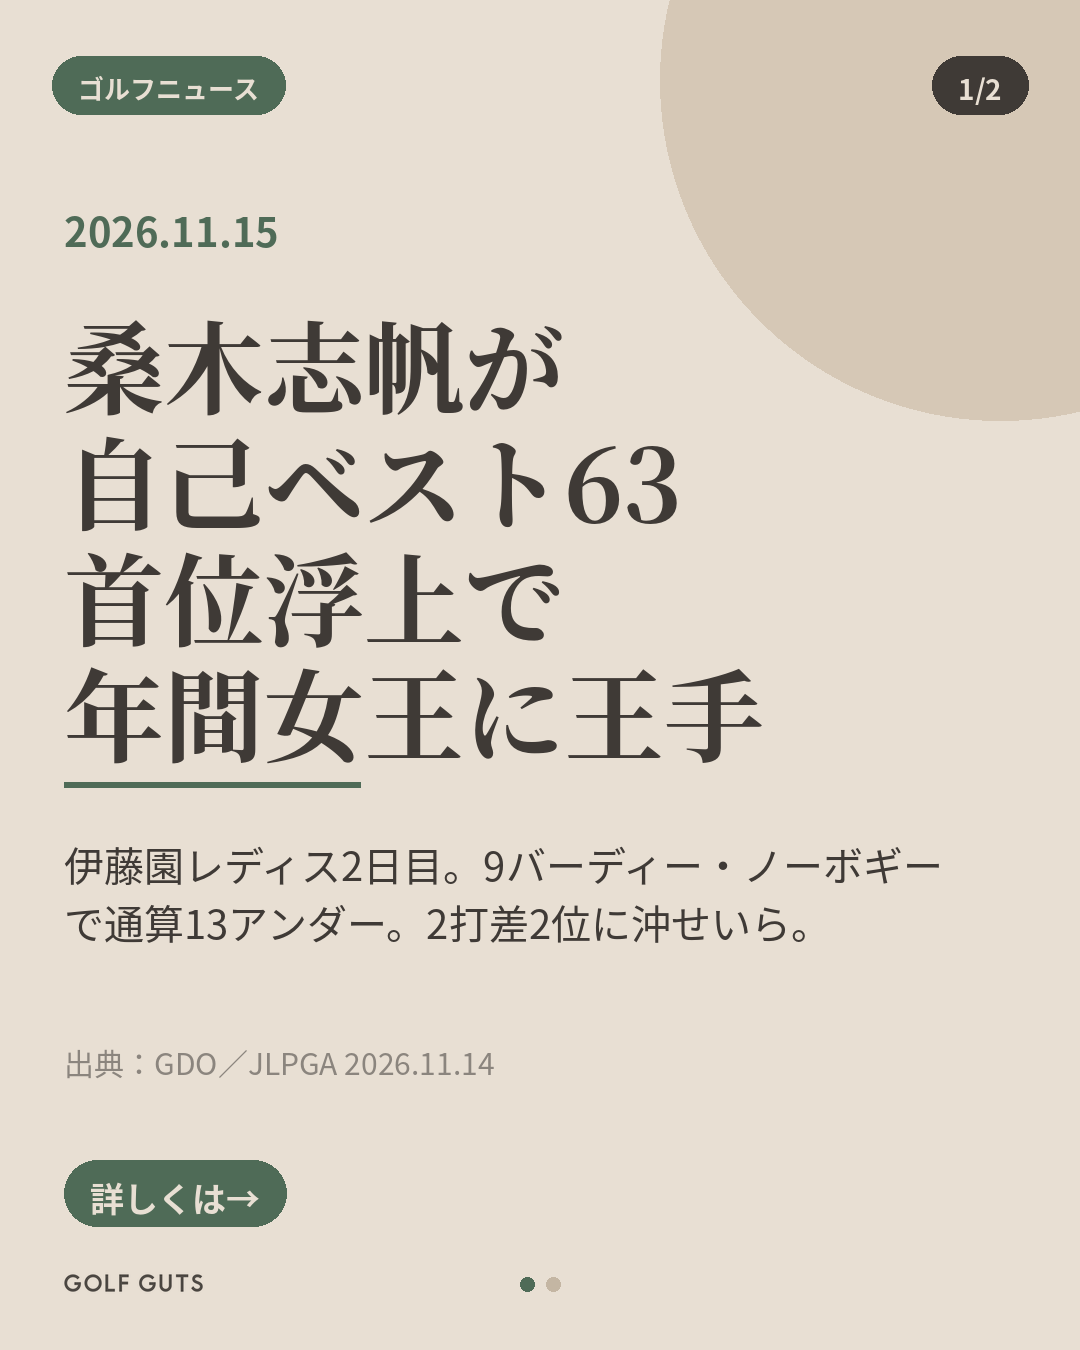 ゴルフニュース
1/2
2026.11.15
桑木志帆が
自己ベスト63
首位浮上で
年間女王に王手
伊藤園レディス2日目。9バーディー・ノーボギー
で通算13アンダー。2打差2位に沖せいら。
出典：GDO／JLPGA 2026.11.14
詳しくは→
GOLF GUTS